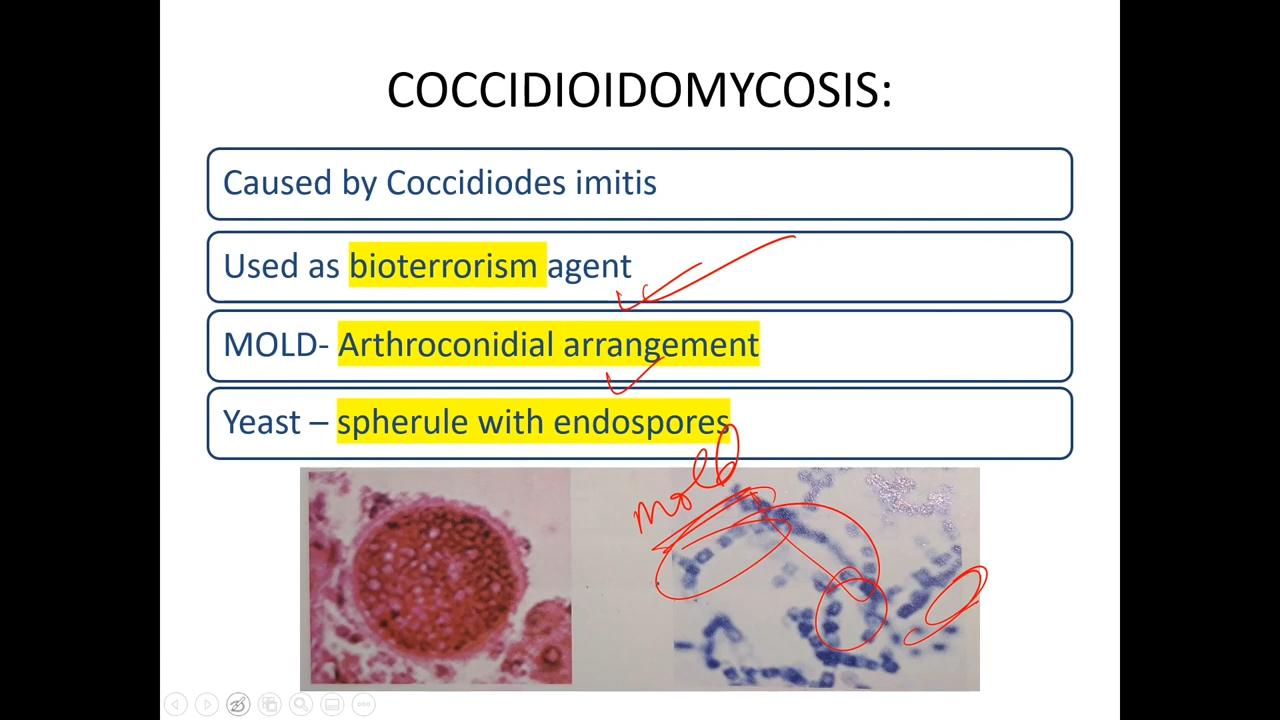 COCCIDIOIDOMYCOSIS:
Caused by Coccidiodes imitis
Used as bioterrorism agent
MOLD- Arthroconidial arrangement
Yeast – spherule with endospores
mold